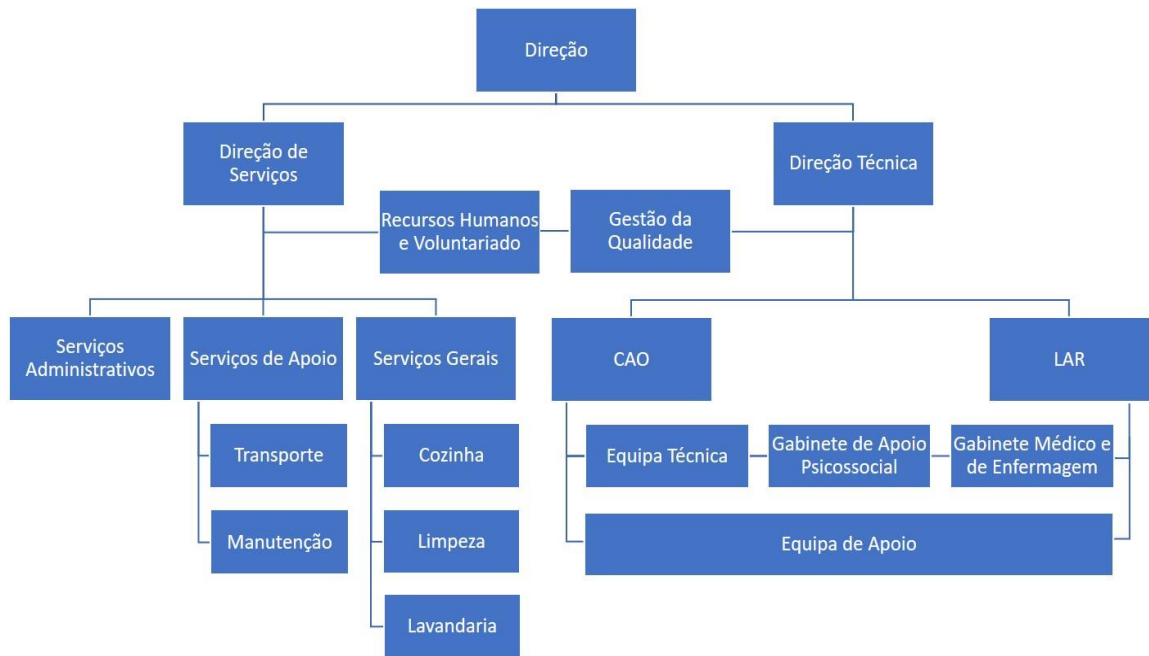 Direção
Direção de
Serviços
Direção Técnica
Recursos Humanos
e Voluntariado
Gestão da
Qualidade
Serviços
Administrativos
Serviços de Apoio
Serviços Gerais
CAO
LAR
Transporte
Cozinha
Equipa Técnica
Gabinete de Apoio
Psicossocial
Gabinete Médico e
de Enfermagem
Manutenção
Limpeza
Equipa de Apoio
Lavandaria